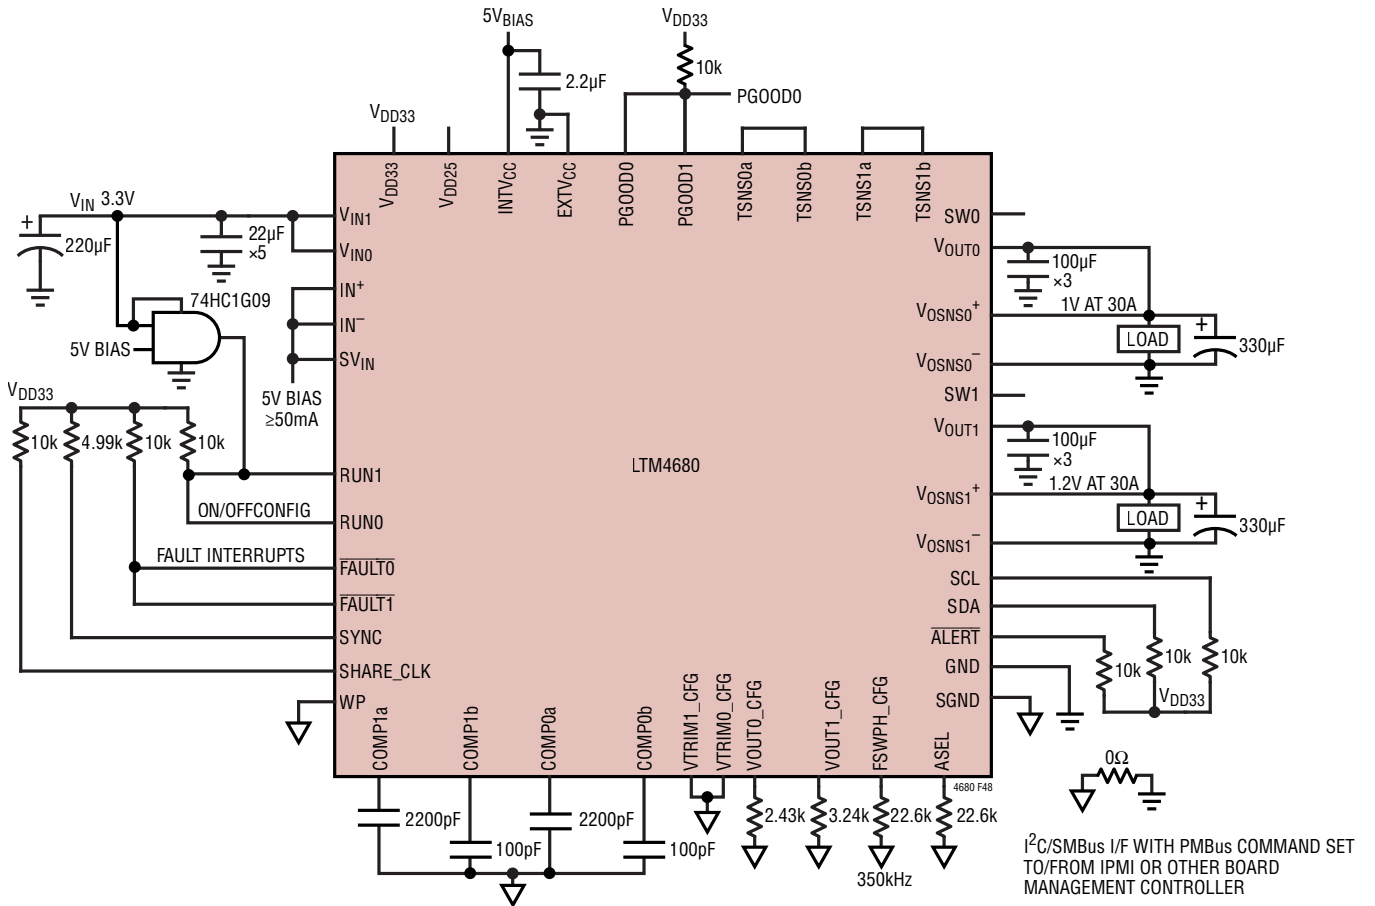 5VBIAS
VDD33
10k
2.2µF
PGOOD0
VDD33
VDD33
VDD25
INTVCC
EXTVCC
PGOOD0
PGOOD1
TSNS0a
TSNS0b
TSNS1a
TSNS1b
VIN 3.3V
+
220µF
22µF
×5
VIN1
VIN0
IN+
IN–
SVIN
74HC1G09
5V BIAS
5V BIAS
≥50mA
VDD33
10k
4.99k
10k
10k
RUN1
ON/OFFCONFIG
RUN0
FAULT INTERRUPTS
FAULT0
FAULT1
SYNC
SHARE_CLK
WP
LTM4680
SW0
VOUT0
100µF
×3
1V AT 30A
VOSNS0+
LOAD
+
330µF
VOSNS0–
SW1
VOUT1
100µF
×3
1.2V AT 30A
VOSNS1+
LOAD
+
330µF
VOSNS1–
SCL
SDA
ALERT
GND
SGND
10k
10k
10k
VDD33
COMP1a
COMP1b
COMP0a
COMP0b
VTRIM1_CFG
VTRIM0_CFG
VOUT0_CFG
VOUT1_CFG
FSWPH_CFG
ASEL
4680 F48
2200pF
100pF
2200pF
100pF
2.43k
3.24k
22.6k
22.6k
350kHz
0Ω
I2C/SMBus I/F WITH PMBus COMMAND SET
TO/FROM IPMI OR OTHER BOARD
MANAGEMENT CONTROLLER